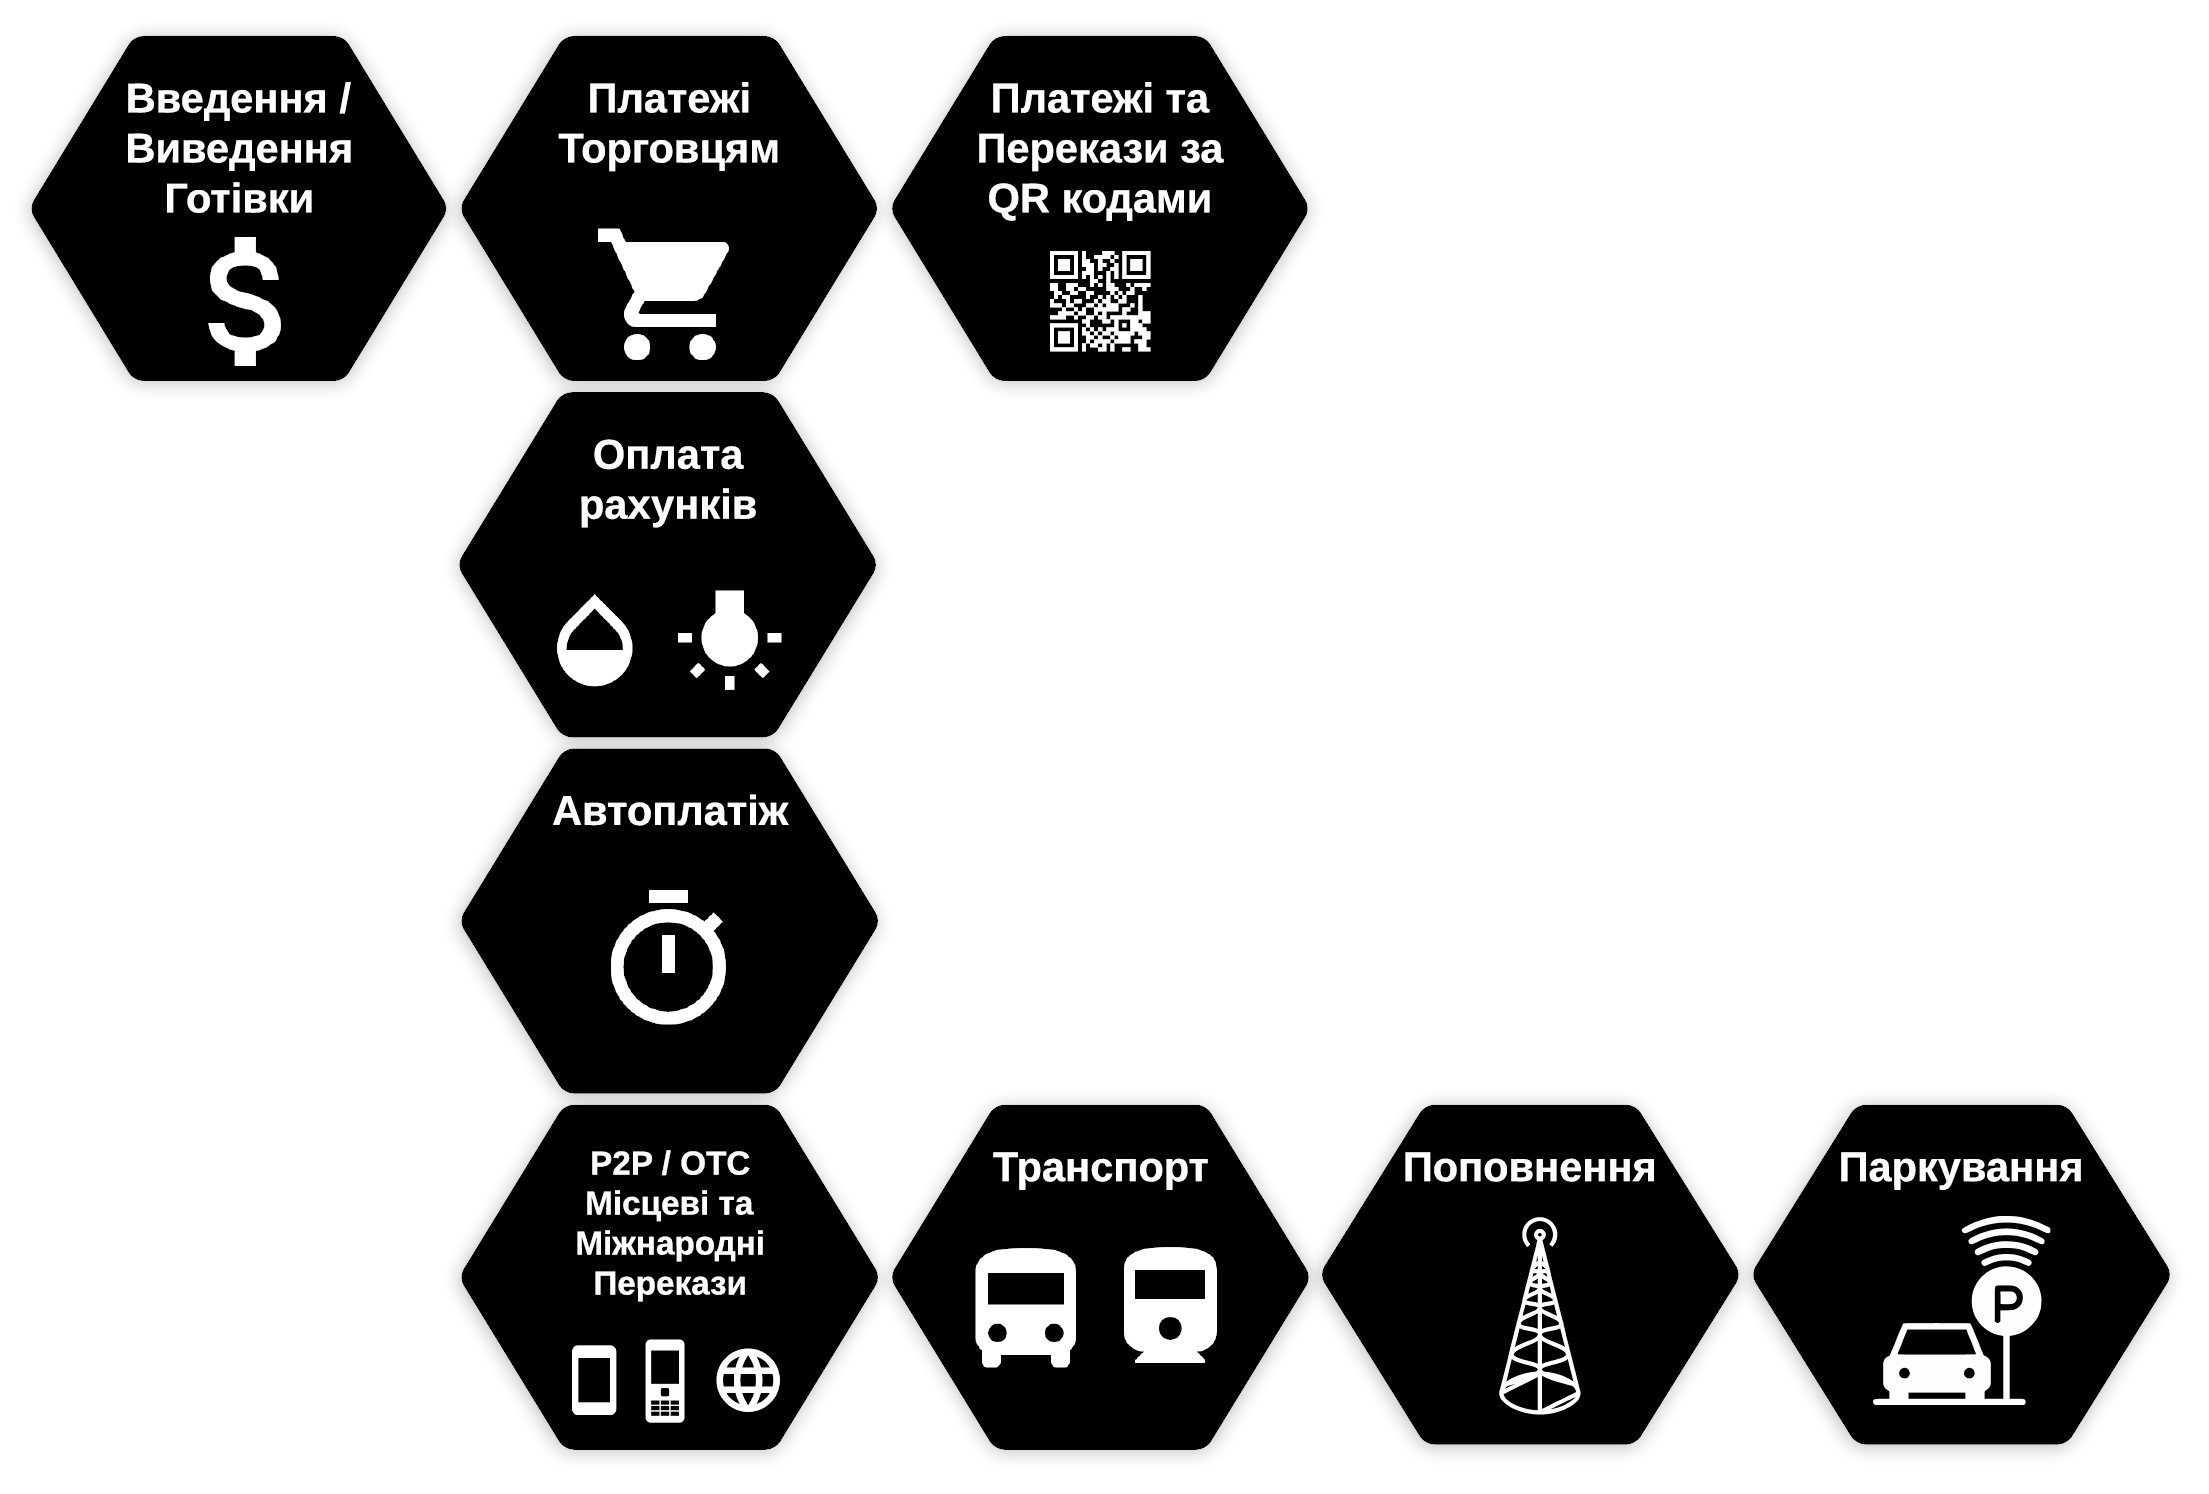 Введення /
Виведення
Готівки
Платежі
Торговцям
Платежі та
Перекази за
QR кодами
Оплата
рахунків
Автоплатіж
P2P / OTC
Місцеві та
Міжнародні
Перекази
Транспорт
Поповнення
Паркування
P